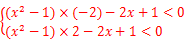 (x² − 1) × (−2) − 2x + 1 < 0
(x² − 1) × 2 − 2x + 1 < 0